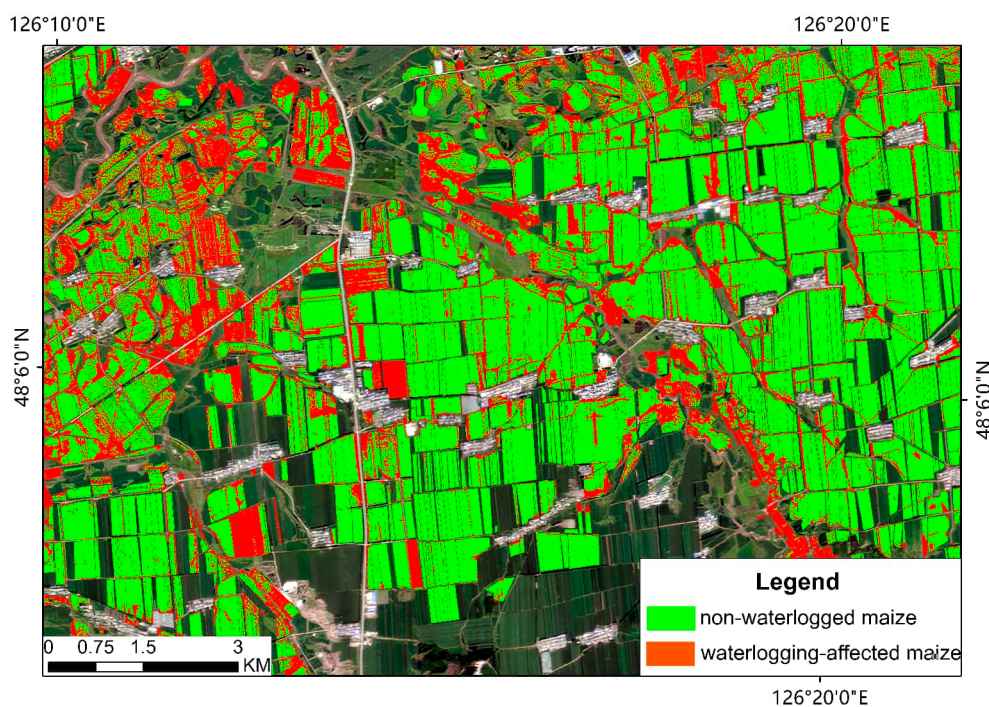 126°10'0"E 126°20'0"E
48°6'0"N
48°6'0"N
Legend
non-waterlogged maize
waterlogging-affected maize
0 0.75 1.5 3
KM
126°20'0"E